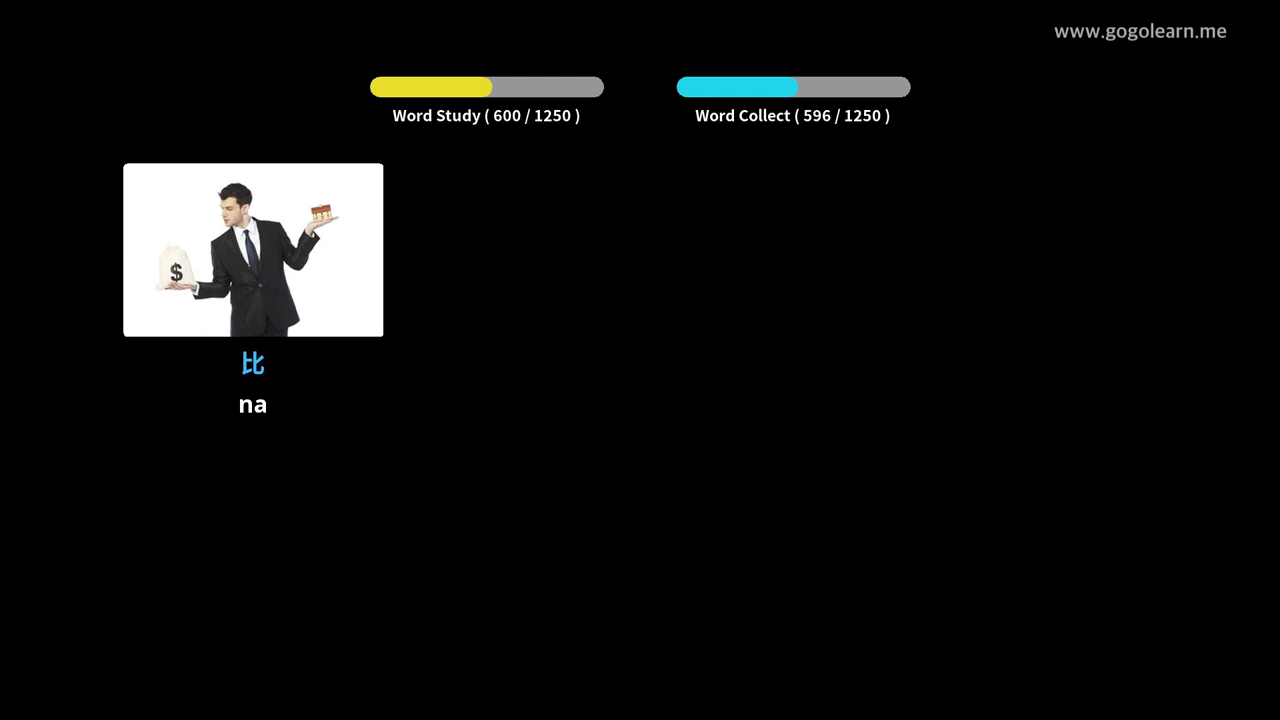 www.gogolearn.me
Word Study ( 600 / 1250 )
Word Collect ( 596 / 1250 )
$
比
na